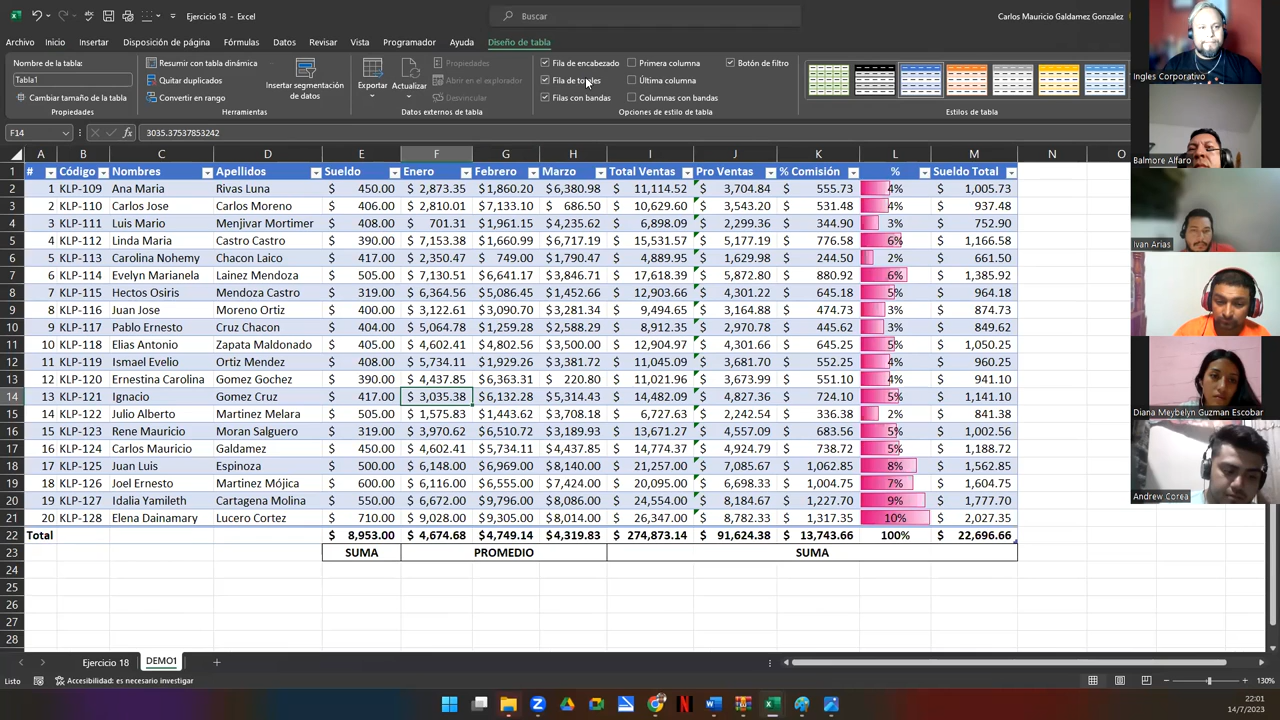 Ejercicio 18 - Excel
Buscar
Carlos Mauricio Galdamez Gonzalez
Archivo Inicio Insertar Disposición de página Fórmulas Datos Revisar Vista Programador Ayuda Diseño de tabla
Nombre de la tabla:
Tabla1
Cambiar tamaño de la tabla
Propiedades
Resumir con tabla dinámica
Quitar duplicados
Convertir en rango
Insertar segmentación de datos
Herramientas
Exportar Actualizar
Propiedades
Abrir en el explorador
Desvincular
Datos externos de tabla
Fila de encabezado Primera columna Botón de filtro
Fila de totales Última columna
Filas con bandas Columnas con bandas
Opciones de estilo de tabla
Estilos de tabla
F14 fx 3035.37537853242
A B C D E F G H I J K L M N O
1 # Código Nombres Apellidos Sueldo Enero Febrero Marzo Total Ventas Pro Ventas % Comisión % Sueldo Total
2 1 KLP-109 Ana Maria Rivas Luna $ 450.00 $ 2,873.35 $ 1,860.20 $ 6,380.98 $ 11,114.52 $ 3,704.84 $ 555.73 4% $ 1,005.73
3 2 KLP-110 Carlos Jose Carlos Moreno $ 406.00 $ 2,810.01 $ 7,133.10 $ 686.50 $ 10,629.60 $ 3,543.20 $ 531.48 4% $ 937.48
4 3 KLP-111 Luis Mario Menjivar Mortimer $ 408.00 $ 701.31 $ 1,961.15 $ 4,235.62 $ 6,898.09 $ 2,299.36 $ 344.90 3% $ 752.90
5 4 KLP-112 Linda Maria Castro Castro $ 390.00 $ 7,153.38 $ 1,660.99 $ 6,717.19 $ 15,531.57 $ 5,177.19 $ 776.58 6% $ 1,166.58
6 5 KLP-113 Carolina Nohemy Chacon Laico $ 417.00 $ 2,350.47 $ 749.00 $ 1,790.47 $ 4,889.95 $ 1,629.98 $ 244.50 2% $ 661.50
7 6 KLP-114 Evelyn Marianela Lainez Mendoza $ 505.00 $ 7,130.51 $ 6,641.17 $ 3,846.71 $ 17,618.39 $ 5,872.80 $ 880.92 6% $ 1,385.92
8 7 KLP-115 Hectos Osiris Mendoza Castro $ 319.00 $ 6,364.56 $ 5,086.45 $ 1,452.66 $ 12,903.66 $ 4,301.22 $ 645.18 5% $ 964.18
9 8 KLP-116 Juan Jose Moreno Ortiz $ 400.00 $ 3,122.61 $ 3,090.70 $ 3,281.34 $ 9,494.65 $ 3,164.88 $ 474.73 3% $ 874.73
10 9 KLP-117 Pablo Ernesto Cruz Chacon $ 404.00 $ 5,064.78 $ 1,259.28 $ 2,588.29 $ 8,912.35 $ 2,970.78 $ 445.62 3% $ 849.62
11 10 KLP-118 Elias Antonio Zapata Maldonado $ 405.00 $ 4,602.41 $ 4,802.56 $ 3,500.00 $ 12,904.97 $ 4,301.66 $ 645.25 5% $ 1,050.25
12 11 KLP-119 Ismael Evelio Ortiz Mendez $ 408.00 $ 5,734.11 $ 1,929.26 $ 3,381.72 $ 11,045.09 $ 3,681.70 $ 552.25 4% $ 960.25
13 12 KLP-120 Ernestina Carolina Gomez Gochez $ 390.00 $ 4,437.85 $ 6,363.31 $ 220.80 $ 11,021.96 $ 3,673.99 $ 551.10 4% $ 941.10
14 13 KLP-121 Ignacio Gomez Cruz $ 417.00 $ 3,035.38 $ 6,132.28 $ 5,314.43 $ 14,482.09 $ 4,827.36 $ 724.10 5% $ 1,141.10
15 14 KLP-122 Julio Alberto Martinez Melara $ 505.00 $ 1,575.83 $ 1,443.62 $ 3,708.18 $ 6,727.63 $ 2,242.54 $ 336.38 2% $ 841.38
16 15 KLP-123 Rene Mauricio Moran Salguero $ 319.00 $ 3,970.62 $ 6,510.72 $ 3,189.93 $ 13,671.27 $ 4,557.09 $ 683.56 5% $ 1,002.56
17 16 KLP-124 Carlos Mauricio Galdamez $ 450.00 $ 4,602.41 $ 5,734.11 $ 4,437.85 $ 14,774.37 $ 4,924.79 $ 738.72 5% $ 1,188.72
18 17 KLP-125 Juan Luis Espinoza $ 500.00 $ 6,148.00 $ 6,969.00 $ 8,140.00 $ 21,257.00 $ 7,085.67 $ 1,062.85 8% $ 1,562.85
19 18 KLP-126 Joel Ernesto Martinez Mójica $ 600.00 $ 6,116.00 $ 6,555.00 $ 7,424.00 $ 20,095.00 $ 6,698.33 $ 1,004.75 7% $ 1,604.75
20 19 KLP-127 Idalia Yamileth Cartagena Molina $ 550.00 $ 6,672.00 $ 9,796.00 $ 8,086.00 $ 24,554.00 $ 8,184.67 $ 1,227.70 9% $ 1,777.70
21 20 KLP-128 Elena Dainamary Lucero Cortez $ 710.00 $ 9,028.00 $ 9,305.00 $ 8,014.00 $ 26,347.00 $ 8,782.33 $ 1,317.35 10% $ 2,027.35
22 Total $ 8,953.00 $ 4,674.68 $ 4,749.14 $ 4,319.83 $ 274,873.14 $ 91,624.38 $ 13,743.66 100% $ 22,696.66
23 SUMA PROMEDIO SUMA
24
25
26
27
28
Ejercicio 18 DEMO1
Listo Accesibilidad: es necesario investigar 130%
22:01
14/7/2023
Ingles Corporativo
Balmore Alfaro
Ivan Arias
Diana Meybelyn Guzman Escobar
Andrew Corea